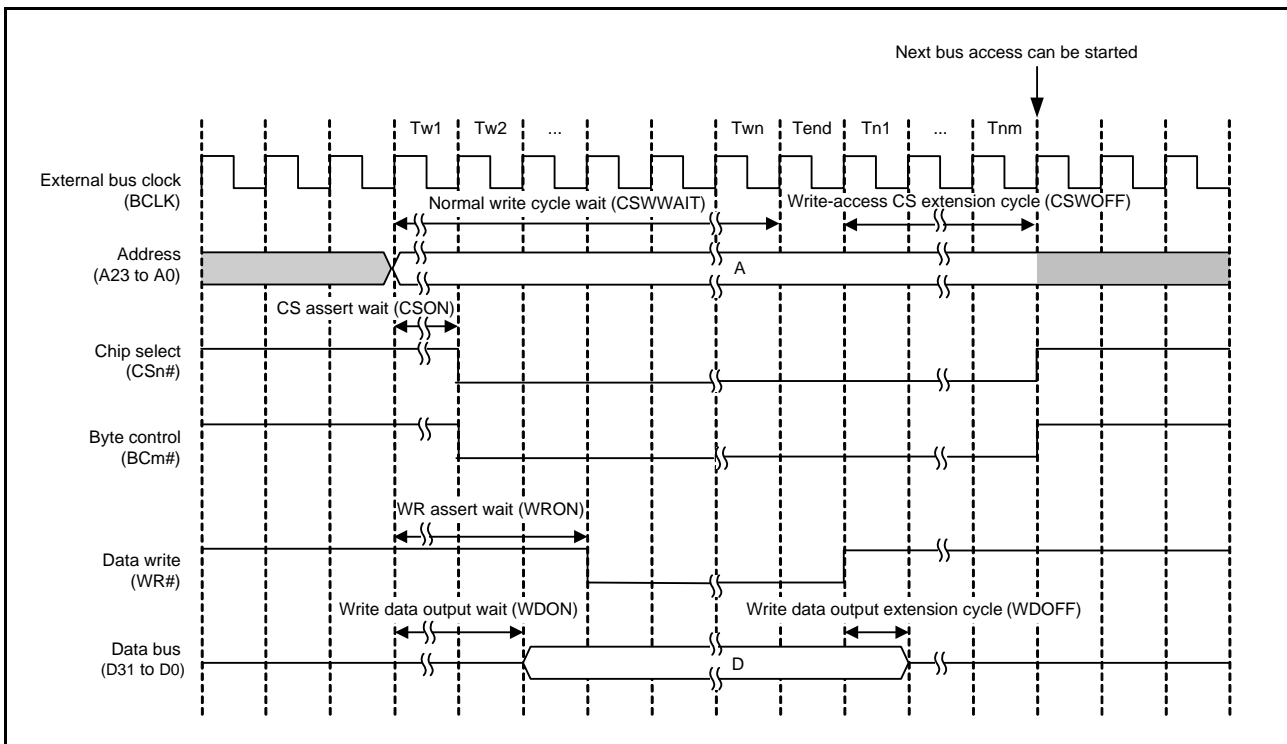 Next bus access can be started
Tw1 Tw2 ... Twn Tend Tn1 ... Tnm
External bus clock
(BCLK)
Normal write cycle wait (CSWWAIT) Write-access CS extension cycle (CSWOFF)
Address
(A23 to A0)
A
CS assert wait (CSON)
Chip select
(CSn#)
Byte control
(BCm#)
WR assert wait (WRON)
Data write
(WR#)
Write data output wait (WDON) Write data output extension cycle (WDOFF)
Data bus
(D31 to D0)
D